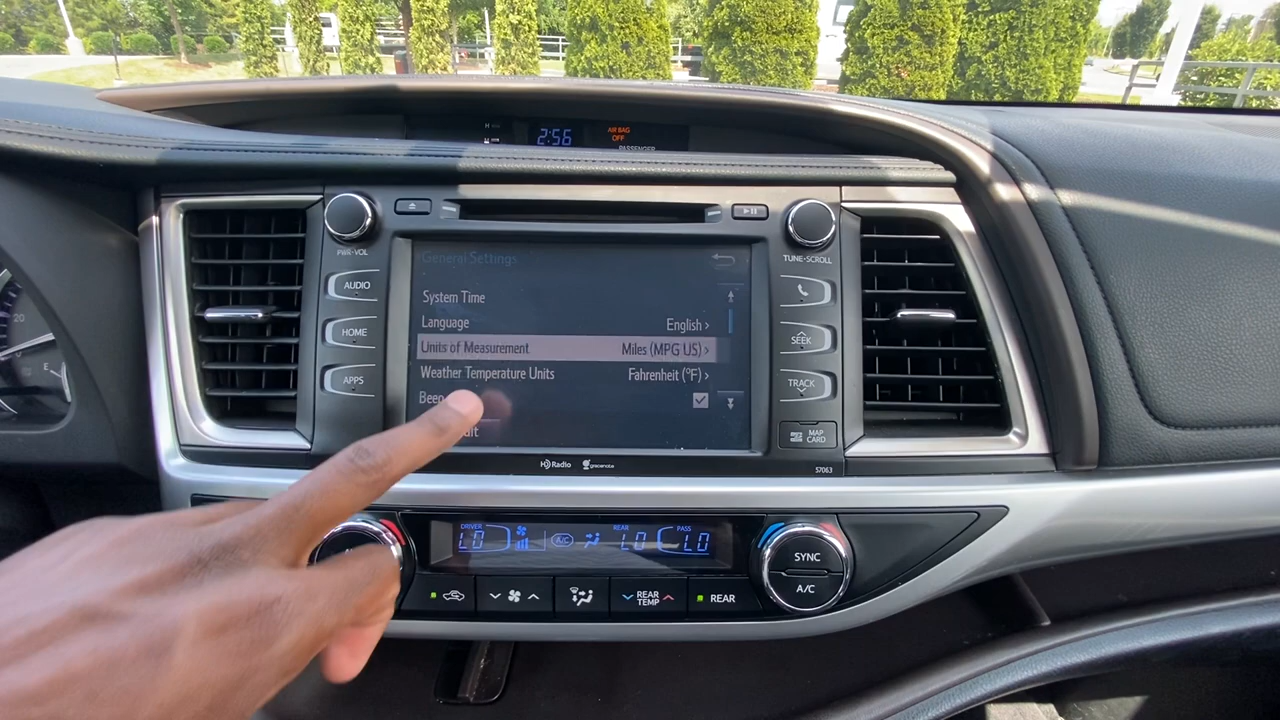 2:56
AIR BAG
OFF
PASSENGER
PWR•VOL
TUNE•SCROLL
AUDIO
HOME
APPS
General Settings
System Time
Language English
Units of Measurement Miles (MPG US)
Weather Temperature Units Fahrenheit (°F)
SEEK
TRACK
MAP
CARD
HD Radio gracenote
57063
DRIVER REAR PASS
LO A/C LO LO
SYNC
A/C
REAR
TEMP
REAR
20
E
H
H